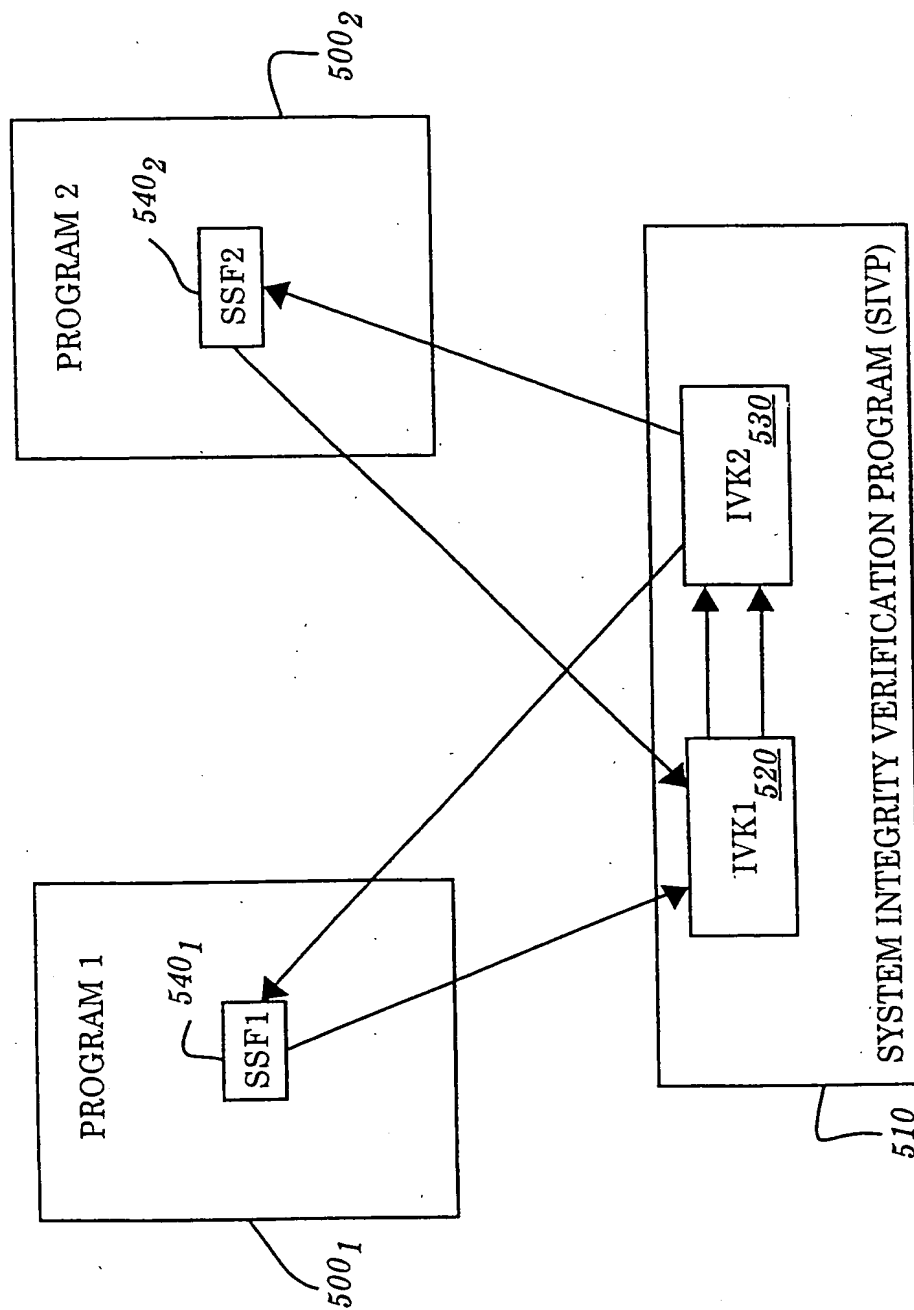 PROGRAM 1
540₁
SSF1
500₁
PROGRAM 2
540₂
SSF2
500₂
IVK1
520
IVK2
530
SYSTEM INTEGRITY VERIFICATION PROGRAM (SIVP)
510